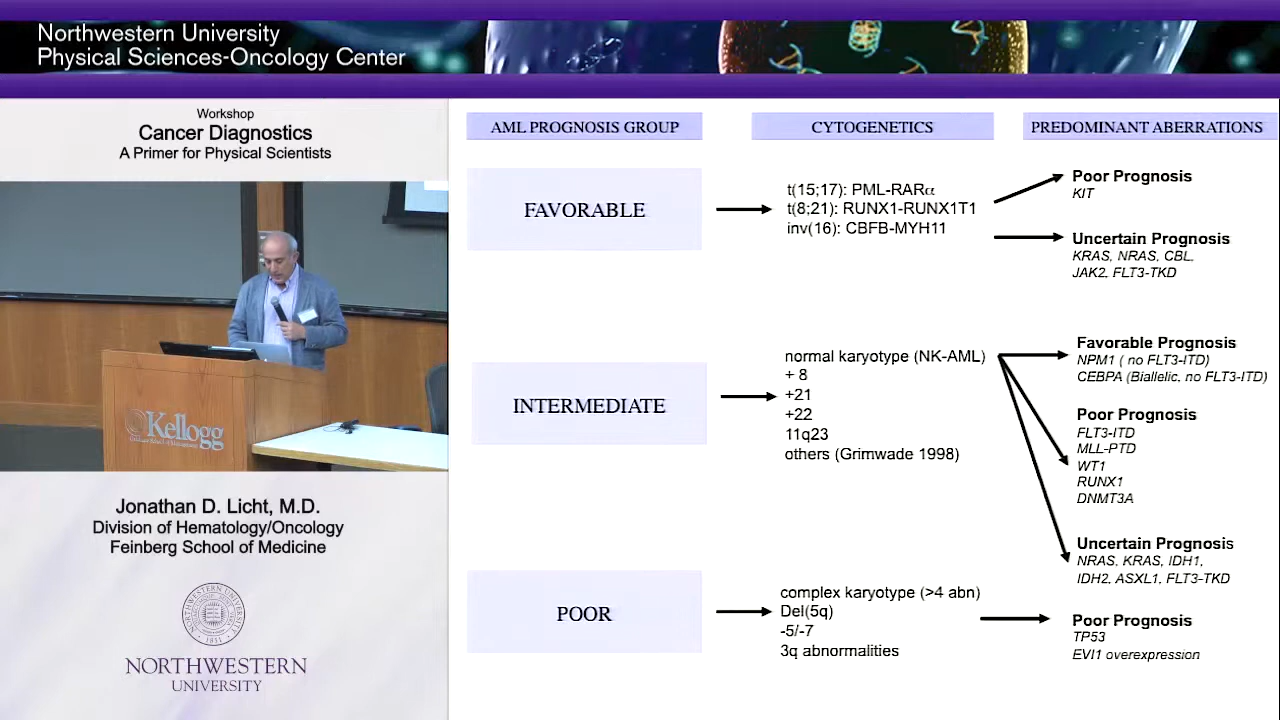 Northwestern University
Physical Sciences-Oncology Center
Workshop
Cancer Diagnostics
A Primer for Physical Scientists
Kellogg
Jonathan D. Licht, M.D.
Division of Hematology/Oncology
Feinberg School of Medicine
1851
NORTHWESTERN
UNIVERSITY
AML PROGNOSIS GROUP
CYTOGENETICS
PREDOMINANT ABERRATIONS
FAVORABLE
t(15;17): PML-RARα
t(8;21): RUNX1-RUNX1T1
inv(16): CBFB-MYH11
Poor Prognosis
KIT
Uncertain Prognosis
KRAS, NRAS, CBL,
JAK2, FLT3-TKD
INTERMEDIATE
normal karyotype (NK-AML)
+ 8
+21
+22
11q23
others (Grimwade 1998)
Favorable Prognosis
NPM1 ( no FLT3-ITD)
CEBPA (Biallelic, no FLT3-ITD)
Poor Prognosis
FLT3-ITD
MLL-PTD
WT1
RUNX1
DNMT3A
Uncertain Prognosis
NRAS, KRAS, IDH1,
IDH2, ASXL1, FLT3-TKD
POOR
complex karyotype (>4 abn)
Del(5q)
-5/-7
3q abnormalities
Poor Prognosis
TP53
EVI1 overexpression